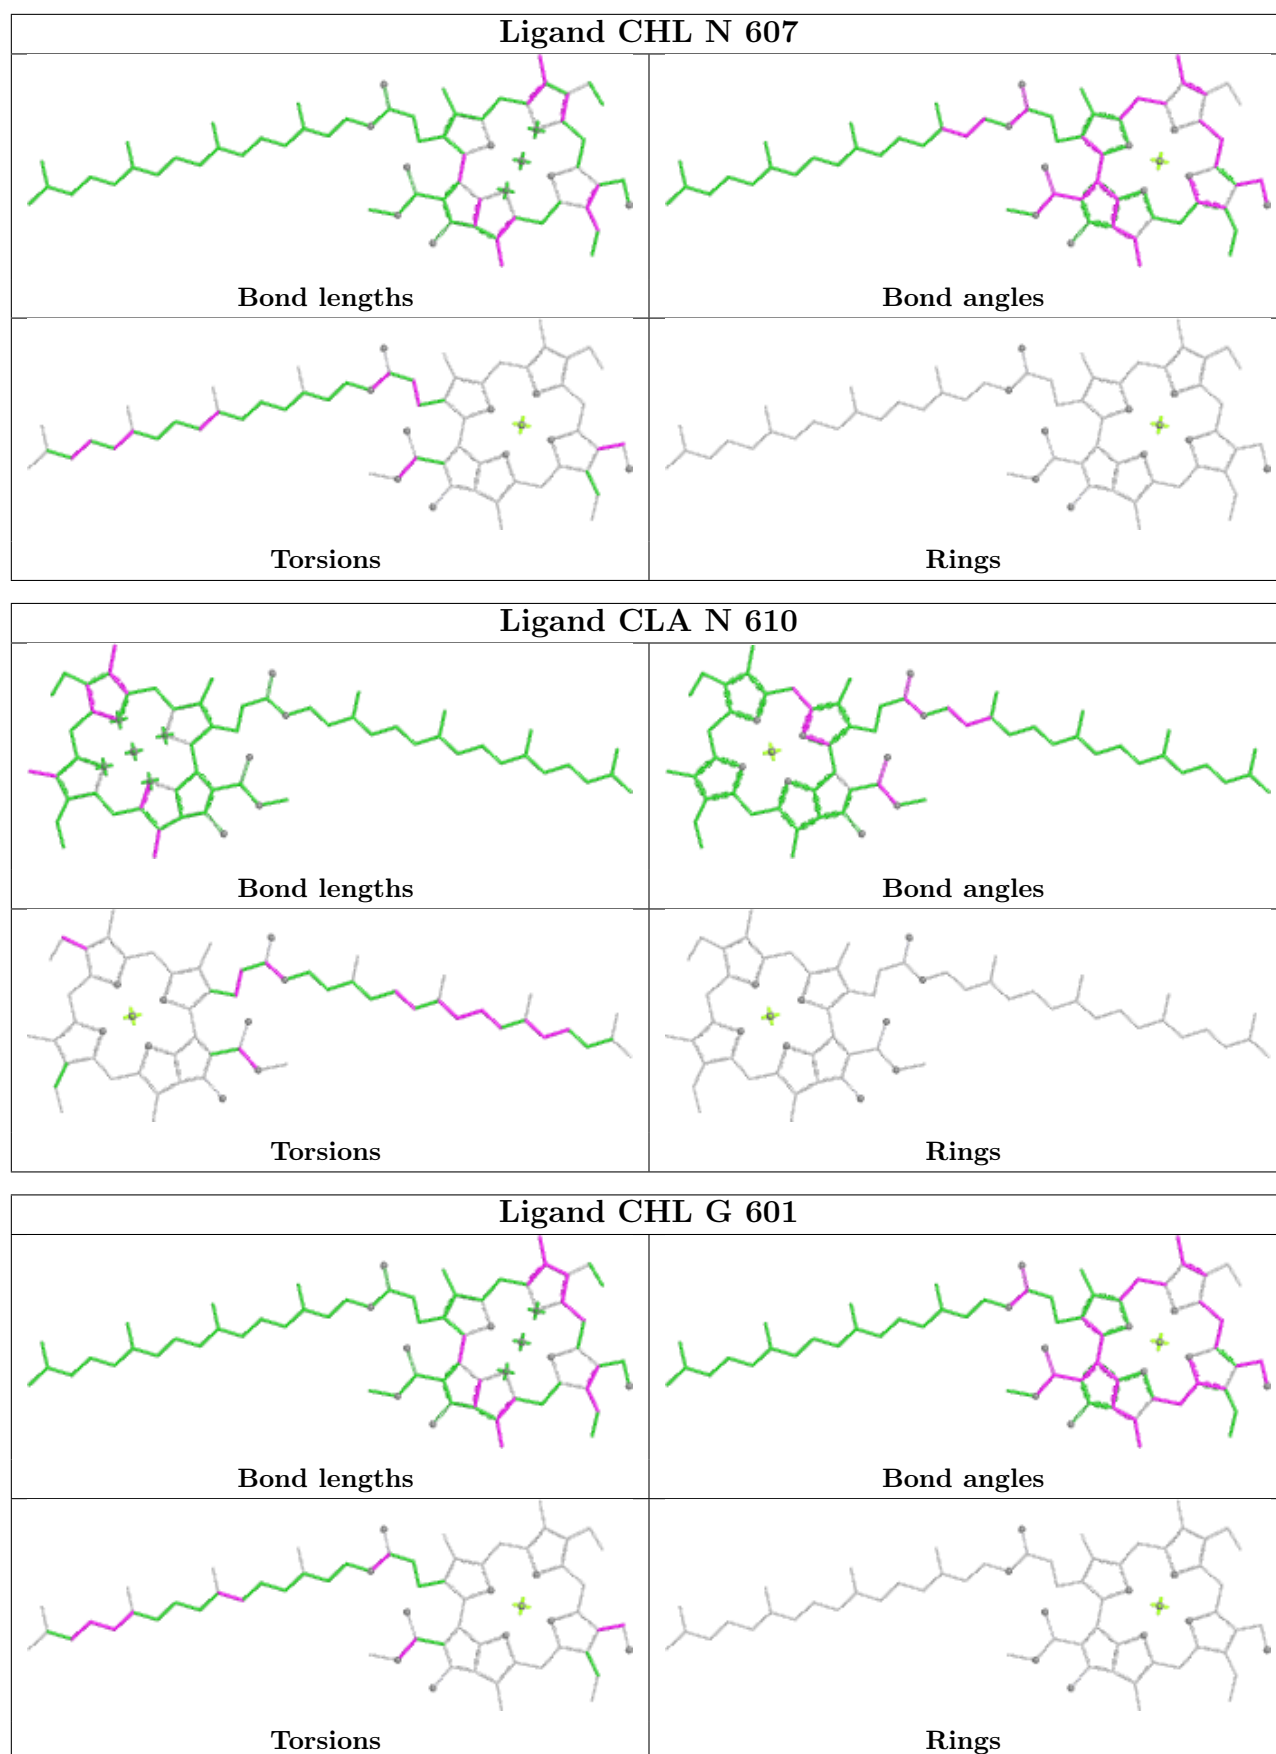 Ligand CHL N 607
Bond lengths
Bond angles
Torsions
Rings
Ligand CLA N 610
Bond lengths
Bond angles
Torsions
Rings
Ligand CHL G 601
Bond lengths
Bond angles
Torsions
Rings